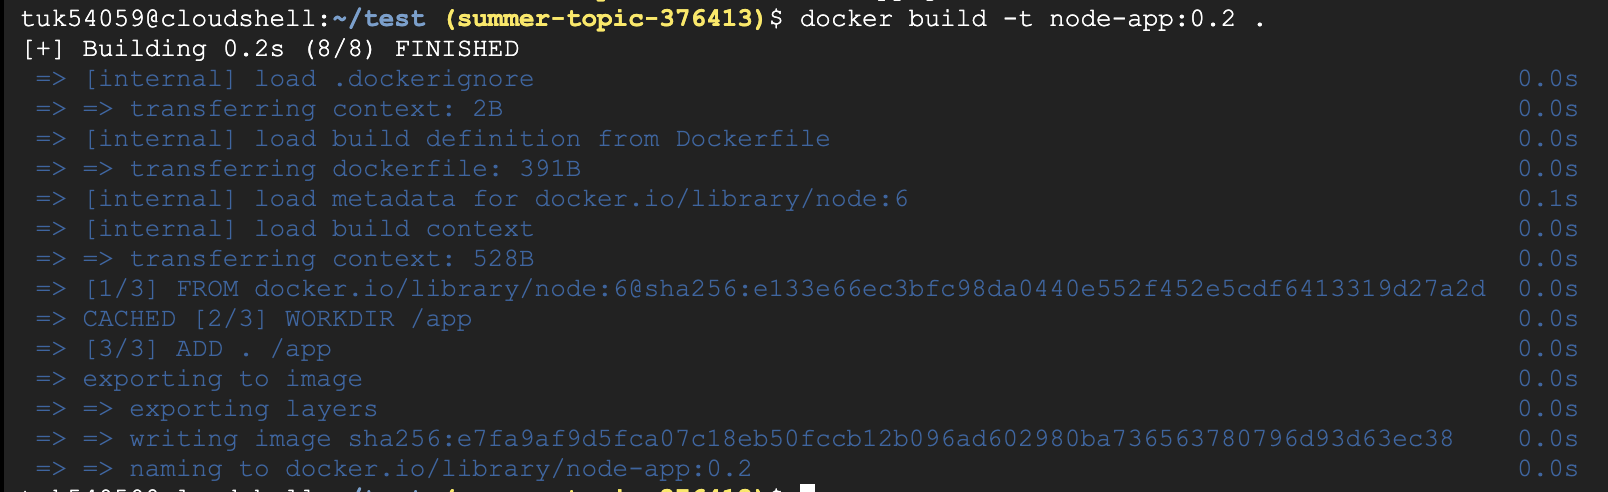 tuk54059@cloudshell:~/test (summer-topic-376413)$ docker build -t node-app:0.2 .
[+] Building 0.2s (8/8) FINISHED
=> [internal] load .dockerignore 0.0s
=> => transferring context: 2B 0.0s
=> [internal] load build definition from Dockerfile 0.0s
=> => transferring dockerfile: 391B 0.0s
=> [internal] load metadata for docker.io/library/node:6 0.1s
=> [internal] load build context 0.0s
=> => transferring context: 528B 0.0s
=> [1/3] FROM docker.io/library/node:6@sha256:e133e66ec3bfc98da0440e552f452e5cdf6413319d27a2d 0.0s
=> CACHED [2/3] WORKDIR /app 0.0s
=> [3/3] ADD . /app 0.0s
=> exporting to image 0.0s
=> => exporting layers 0.0s
=> => writing image sha256:e7fa9af9d5fca07c18eb50fccb12b096ad602980ba736563780796d93d63ec38 0.0s
=> => naming to docker.io/library/node-app:0.2 0.0s
tuk54059@cloudshell:~/test (summer-topic-376413)$